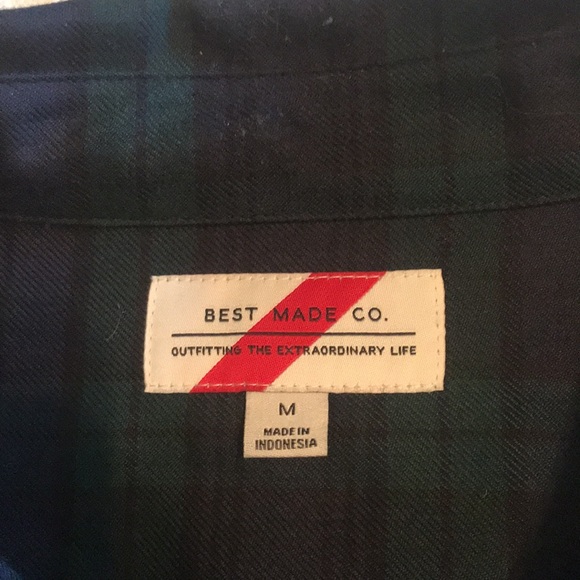 BEST MADE CO.
OUTFITTING THE EXTRAORDINARY LIFE
M
MADE IN
INDONESIA